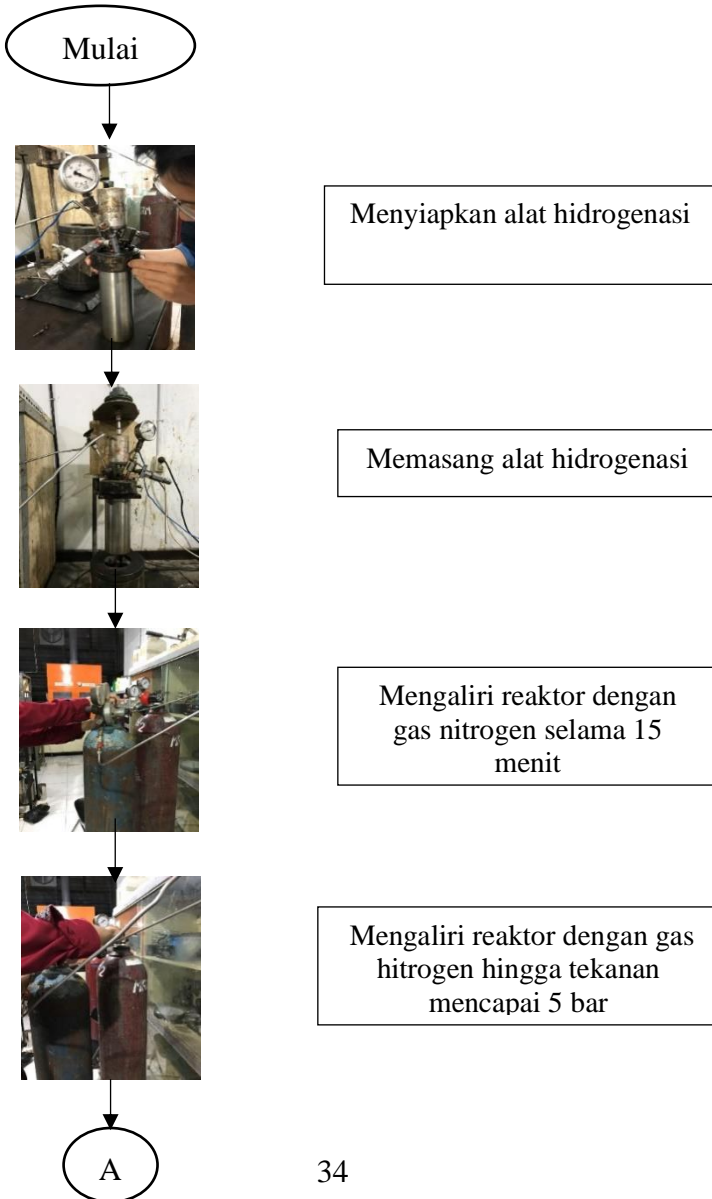 Mulai
Menyiapkan alat hidrogenasi
Memasang alat hidrogenasi
Mengaliri reaktor dengan
gas nitrogen selama 15
menit
Mengaliri reaktor dengan gas
hitrogen hingga tekanan
mencapai 5 bar
A
34